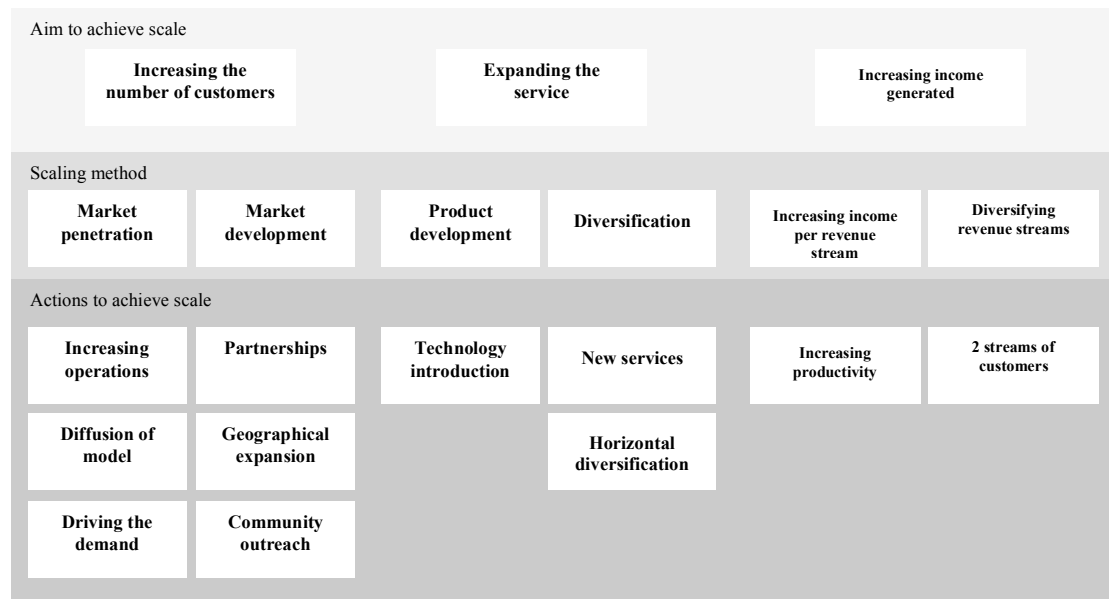 Aim to achieve scale
Increasing the
number of customers
Expanding the
service
Increasing income
generated
Scaling method
Market
penetration
Market
development
Product
development
Diversification
Increasing income
per revenue
stream
Diversifying
revenue streams
Actions to achieve scale
Increasing
operations
Partnerships
Technology
introduction
New services
Increasing
productivity
2 streams of
customers
Diffusion of
model
Geographical
expansion
Horizontal
diversification
Driving the
demand
Community
outreach